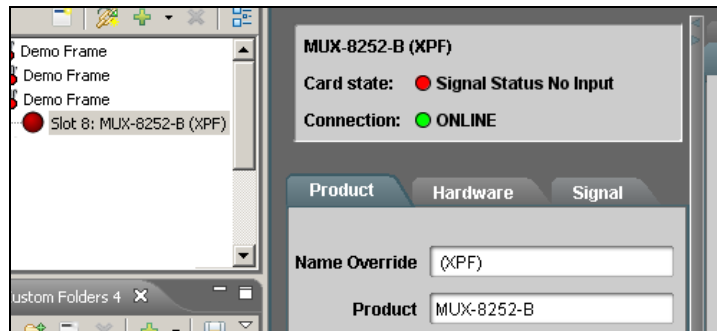 Demo Frame
Demo Frame
Demo Frame
Slot 8: MUX-8252-B (XPF)
Folders 4
MUX-8252-B (XPF)
Card state: Signal Status No Input
Connection: ONLINE
Product Hardware Signal
Name Override (XPF)
Product MUX-8252-B